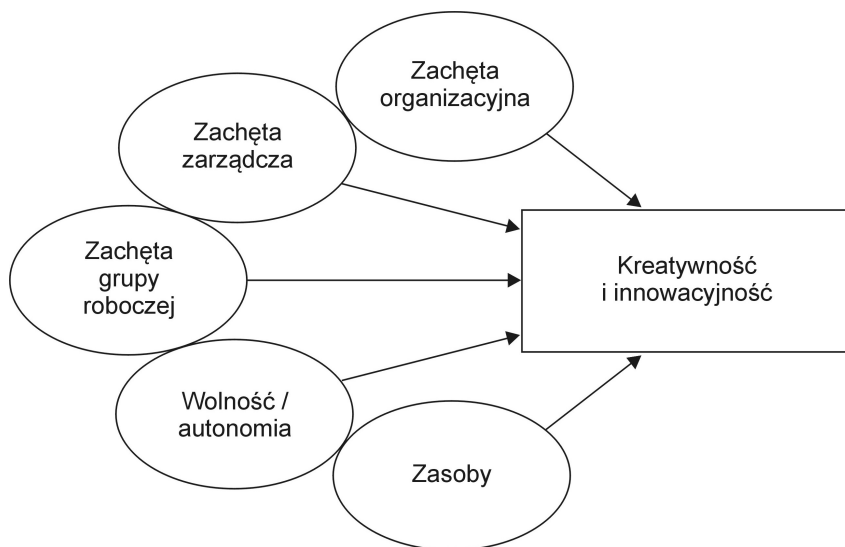 Zachęta
organizacyjna
Zachęta
zarządcza
Zachęta
grupy
roboczej
Kreatywność
i innowacyjność
Wolność /
autonomia
Zasoby